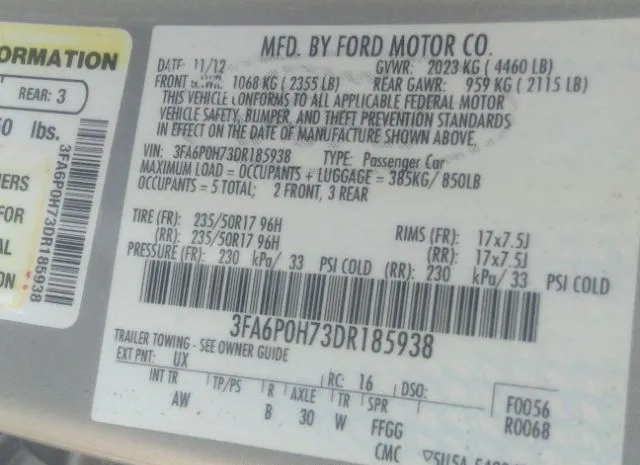 ORMATION
REAR: 3
lbs.
3FA6P0H73DR185938
ERS
FOR
AL
ON
MFD. BY FORD MOTOR CO.
DATE: 11/12 GVWR: 2023 KG ( 4460 LB)
FRONT 1068 KG ( 2355 LB) REAR GAWR: 959 KG ( 2115 LB)
THIS VEHICLE CONFORMS TO ALL APPLICABLE FEDERAL MOTOR
VEHICLE SAFETY, BUMPER, AND THEFT PREVENTION STANDARDS
IN EFFECT ON THE DATE OF MANUFACTURE SHOWN ABOVE.
VIN: 3FA6P0H73DR185938 TYPE: Passenger Car
MAXIMUM LOAD = OCCUPANTS + LUGGAGE = 385KG/ 850LB
OCCUPANTS = 5 TOTAL; 2 FRONT, 3 REAR
TIRE (FR): 235/50R17 96H RIMS (FR): 17x7.5J
(RR): 235/50R17 96H (RR): 17x7.5J
PRESSURE (FR): 230 kPa/ 33 PSI COLD (RR): 230 kPa/ 33 PSI COLD
3FA6P0H73DR185938
TRAILER TOWING - SEE OWNER GUIDE
EXT PNT: UX RC: 16 DSO:
INT TR TP/PS R AXLE TR SPR F0056
AW B 30 W FFGG R0068
CMC